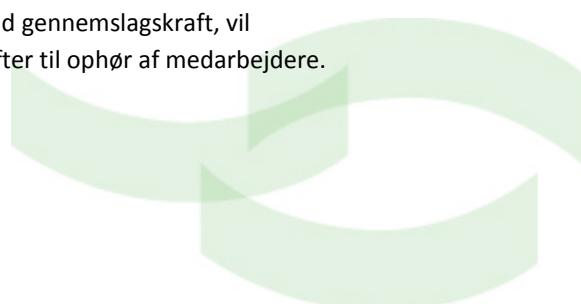 d gennemslagskraft, vil
fter til ophør af medarbejdere.